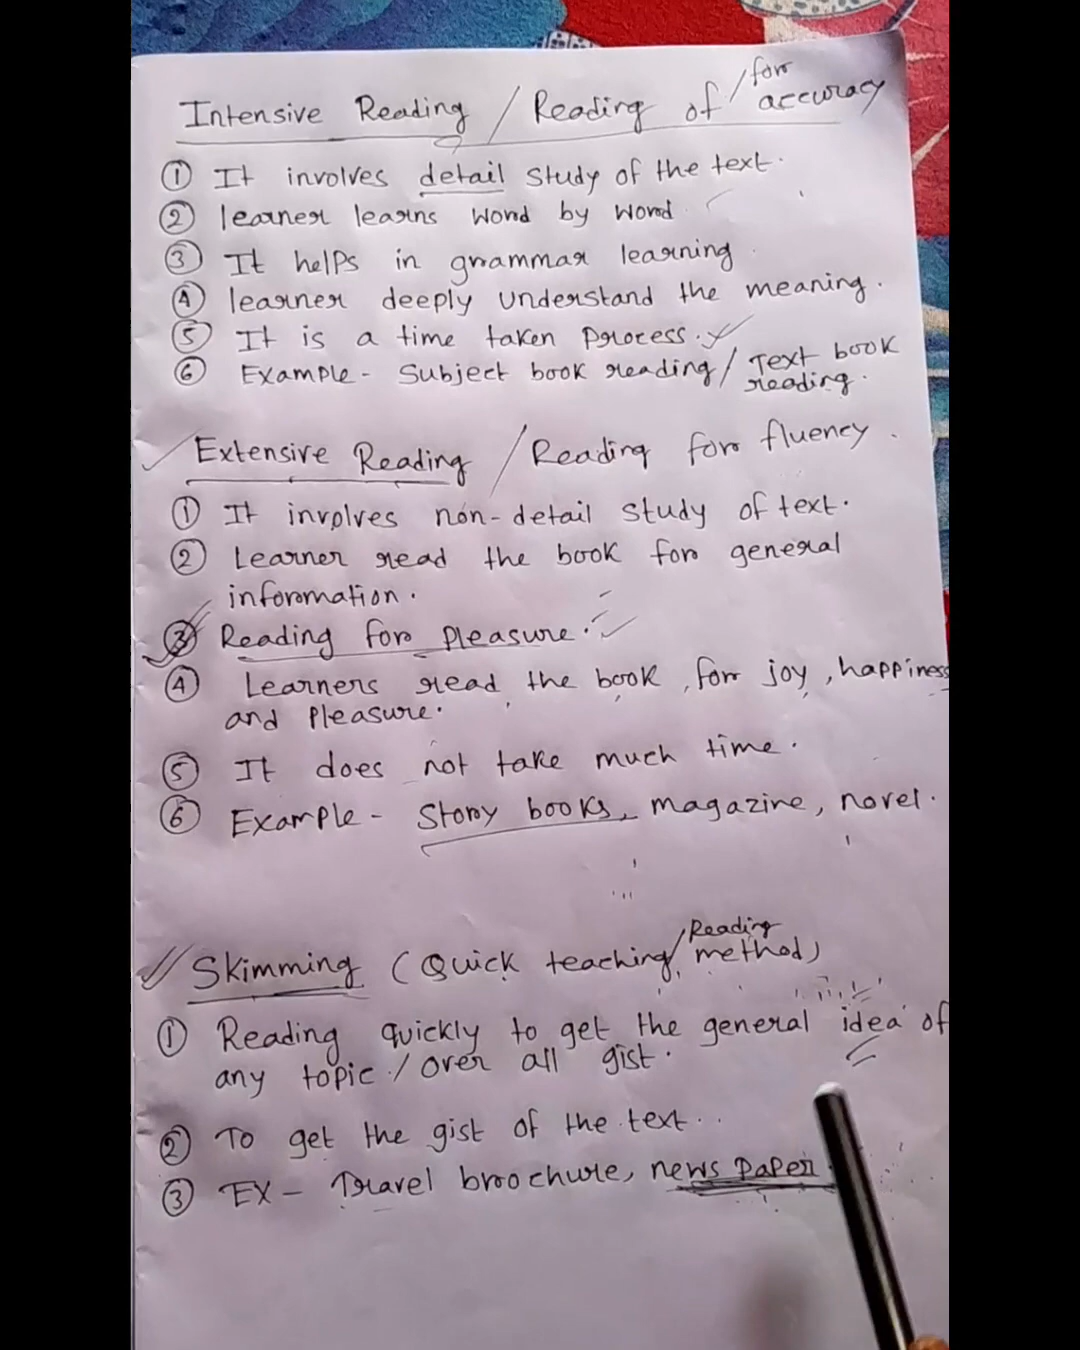 Intensive Reading / Reading of / for accuracy
① It involves detail study of the text.
② learner learns word by word
③ It helps in grammar learning
④ learner deeply understand the meaning.
⑤ It is a time taken process.
⑥ Example - Subject book reading / Text book reading.
Extensive Reading / Reading for fluency.
① It involves non-detail study of text.
② Learner read the book for general
information.
③ Reading for pleasure.
④ Learners read the book, for joy, happiness
and pleasure.
⑤ It does not take much time.
⑥ Example - Story books, magazine, novel.
Skimming (Quick teaching / Reading method)
① Reading quickly to get the general idea of
any topic / over all gist.
② To get the gist of the text..
③ EX - Travel brochure, news paper.